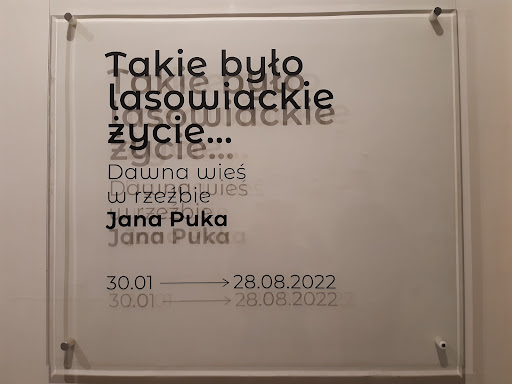 Takie było
lasowiackie
życie...
Dawna wieś
w rzeźbie
Jana Puka
30.01 → 28.08.2022